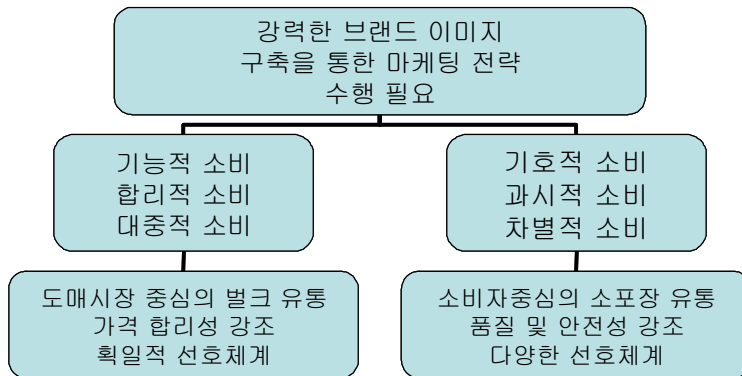 강력한 브랜드 이미지
구축을 통한 마케팅 전략
수행 필요
기능적 소비
합리적 소비
대중적 소비
기호적 소비
과시적 소비
차별적 소비
도매시장 중심의 벌크 유통
가격 합리성 강조
획일적 선호체계
소비자중심의 소포장 유통
품질 및 안전성 강조
다양한 선호체계